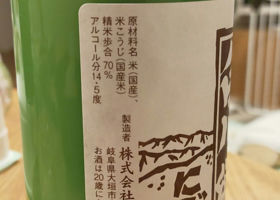 原材料名 米(国産)、
米こうじ(国産米)
精米歩合 70%
アルコール分14・5度
製造者 株式会社
岐阜県大垣市
お酒は20歳に